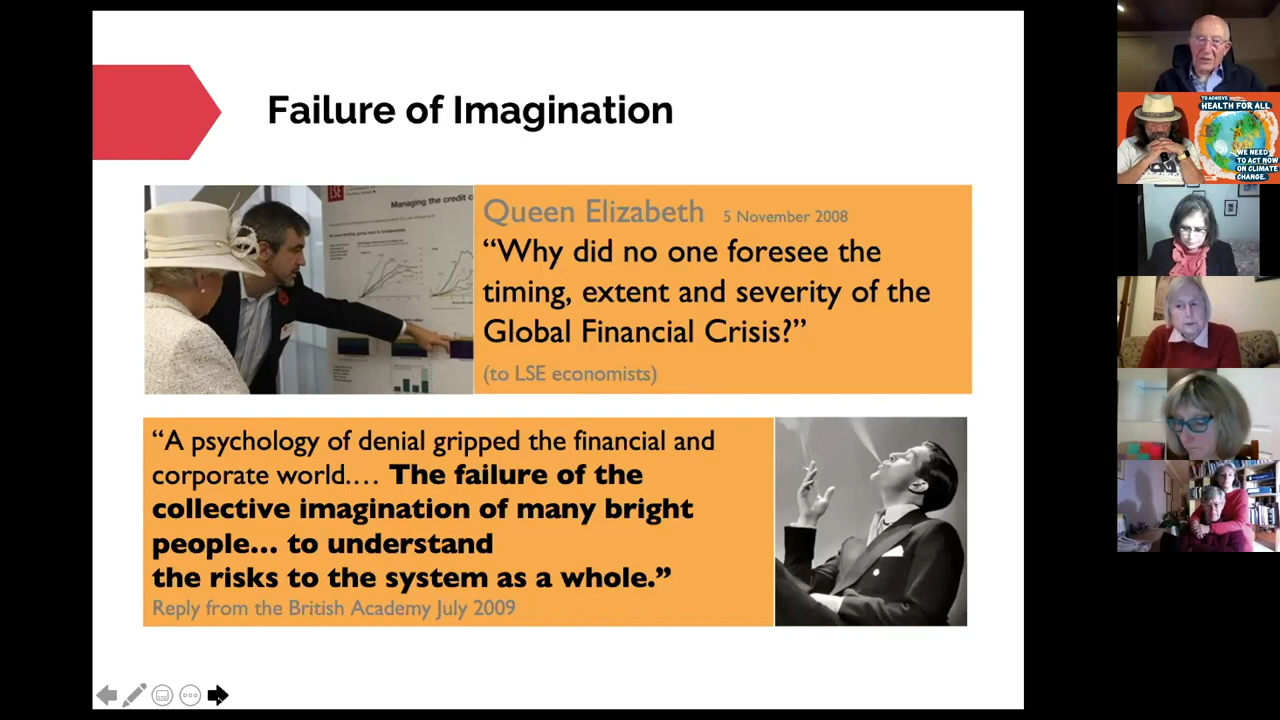 Failure of Imagination
LSE
Managing the credit c
Queen Elizabeth 5 November 2008
“Why did no one foresee the
timing, extent and severity of the
Global Financial Crisis?”
(to LSE economists)
“A psychology of denial gripped the financial and
corporate world.… The failure of the
collective imagination of many bright
people… to understand
the risks to the system as a whole.”
Reply from the British Academy July 2009
TO ACHIEVE
HEALTH FOR ALL
WE NEED
TO ACT NOW
ON CLIMATE
CHANGE.